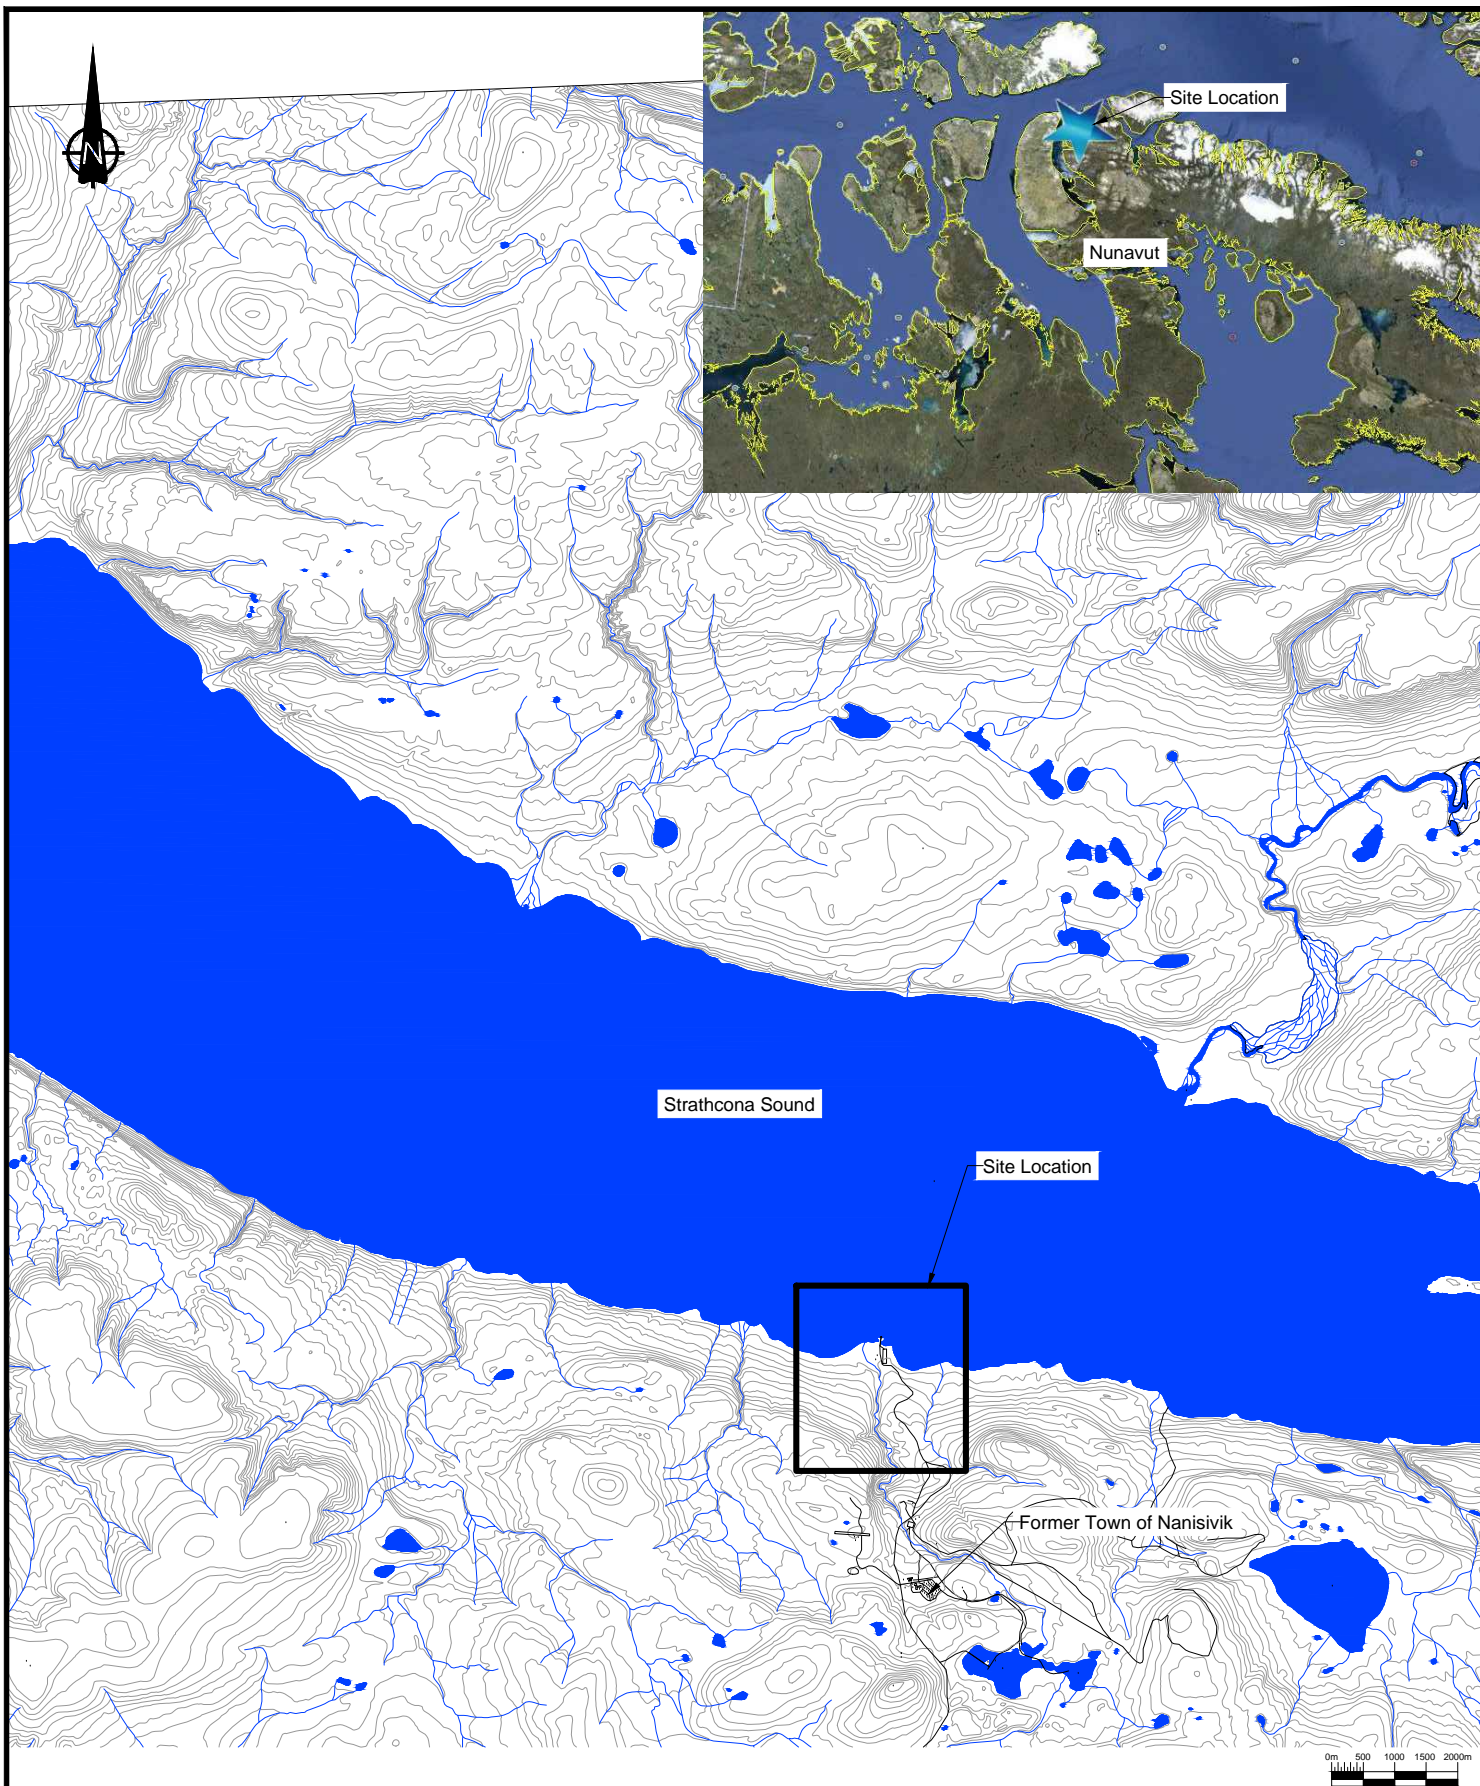 N
Site Location
Nunavut
Strathcona Sound
Site Location
Former Town of Nanisivik
0m 500 1000 1500 2000m